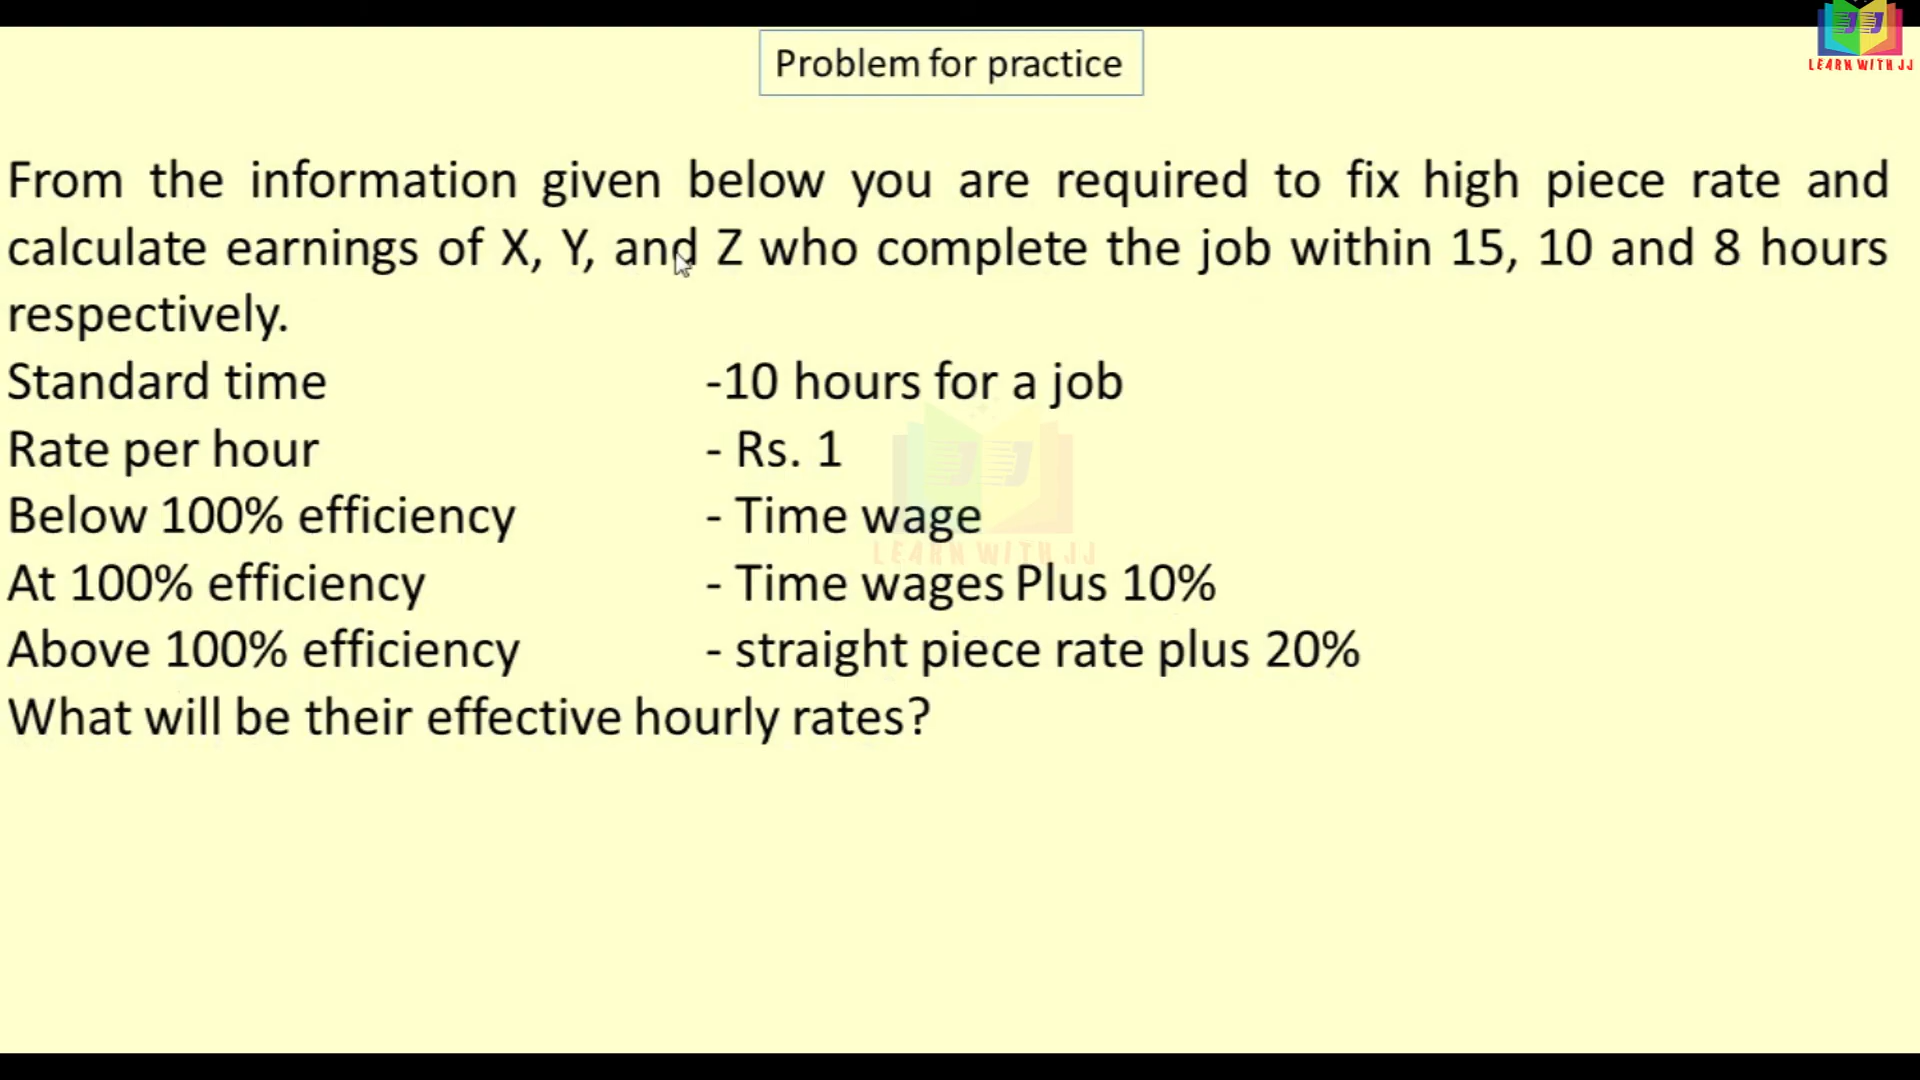 Problem for practice
LEARN WITH JJ
From the information given below you are required to fix high piece rate and
calculate earnings of X, Y, and Z who complete the job within 15, 10 and 8 hours
respectively.
Standard time -10 hours for a job
Rate per hour - Rs. 1
Below 100% efficiency - Time wage
LEARN WITH JJ
At 100% efficiency - Time wages Plus 10%
Above 100% efficiency - straight piece rate plus 20%
What will be their effective hourly rates?